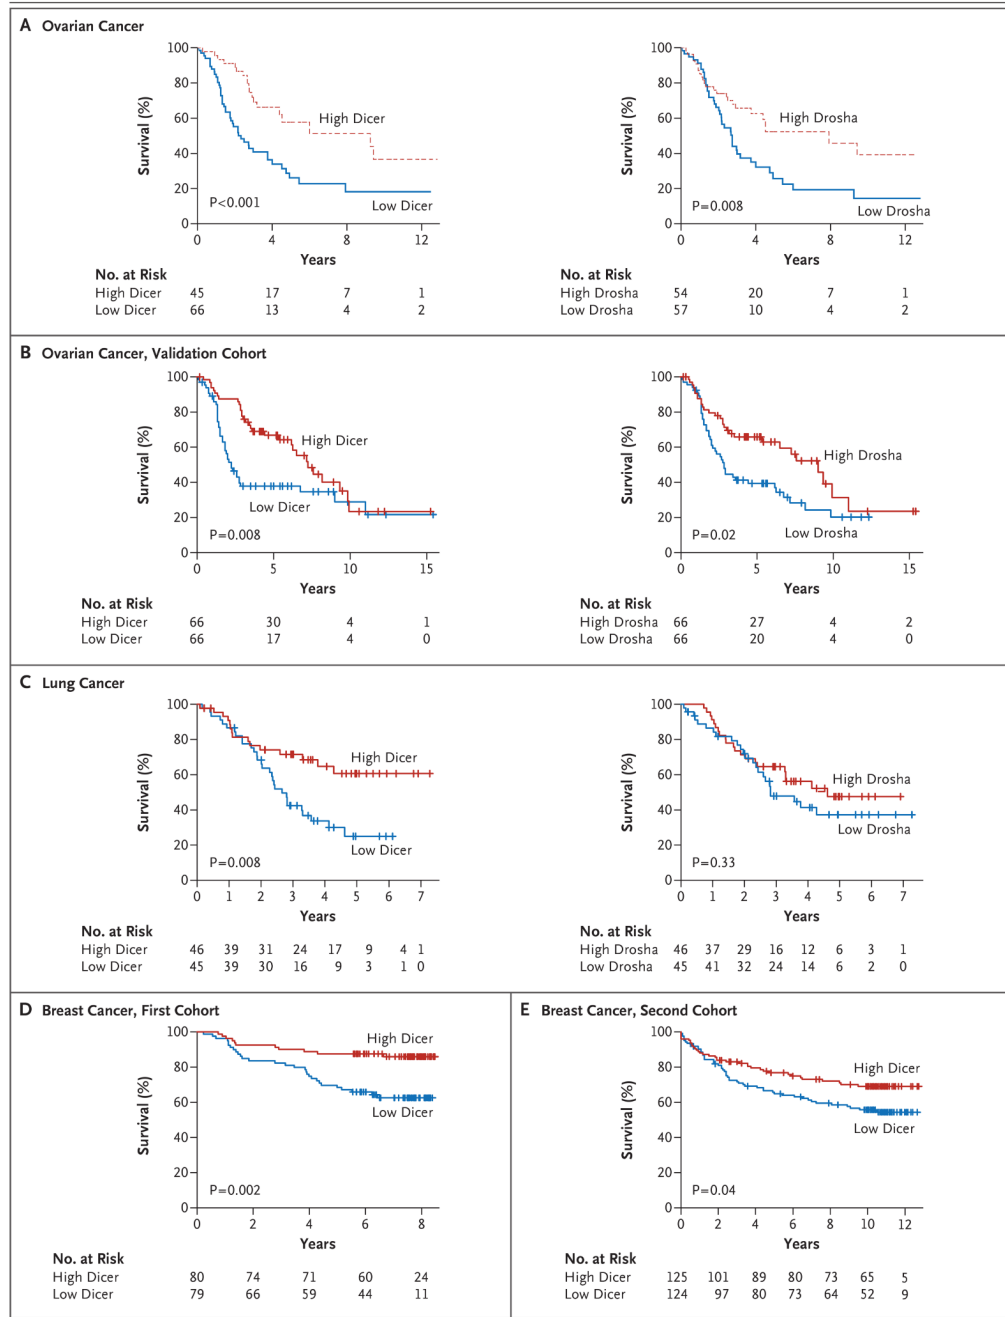 A Ovarian Cancer
100
80
60
40
20
0
Survival (%)
High Dicer
Low Dicer
P<0.001
0 4 8 12
Years
No. at Risk
High Dicer 45 17 7 1
Low Dicer 66 13 4 2
100
80
60
40
20
0
Survival (%)
High Drosha
Low Drosha
P=0.008
0 4 8 12
Years
No. at Risk
High Drosha 54 20 7 1
Low Drosha 57 10 4 2
B Ovarian Cancer, Validation Cohort
100
80
60
40
20
0
Survival (%)
High Dicer
Low Dicer
P=0.008
0 5 10 15
Years
No. at Risk
High Dicer 66 30 4 1
Low Dicer 66 17 4 0
100
80
60
40
20
0
Survival (%)
High Drosha
Low Drosha
P=0.02
0 5 10 15
Years
No. at Risk
High Drosha 66 27 4 2
Low Drosha 66 20 4 0
C Lung Cancer
100
80
60
40
20
0
Survival (%)
High Dicer
Low Dicer
P=0.008
0 1 2 3 4 5 6 7
Years
No. at Risk
High Dicer 46 39 31 24 17 9 4 1
Low Dicer 45 39 30 16 9 3 1 0
100
80
60
40
20
0
Survival (%)
High Drosha
Low Drosha
P=0.33
0 1 2 3 4 5 6 7
Years
No. at Risk
High Drosha 46 37 29 16 12 6 3 1
Low Drosha 45 41 32 24 14 6 2 0
D Breast Cancer, First Cohort
100
80
60
40
20
0
Survival (%)
High Dicer
Low Dicer
P=0.002
0 2 4 6 8
Years
No. at Risk
High Dicer 80 74 71 60 24
Low Dicer 79 66 59 44 11
E Breast Cancer, Second Cohort
100
80
60
40
20
0
Survival (%)
High Dicer
Low Dicer
P=0.04
0 2 4 6 8 10 12
Years
No. at Risk
High Dicer 125 101 89 80 73 65 5
Low Dicer 124 97 80 73 64 52 9